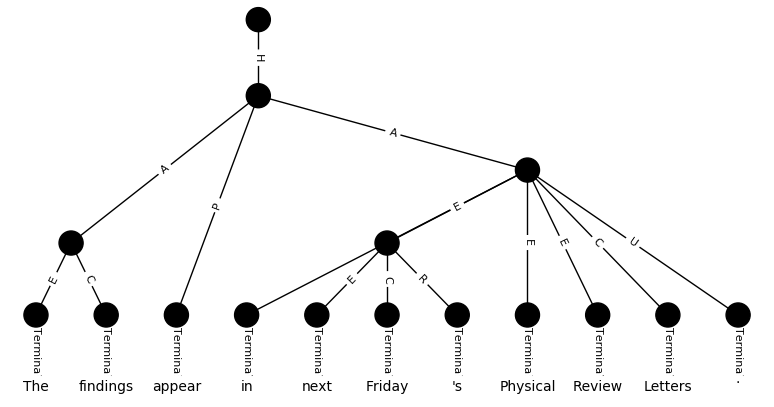 H
A
P
A
E
E
C
E
C
R
E
E
C
U
Termina Termina Termina Termina Termina Termina Termina Termina Termina Termina Termina
The findings appear in next Friday 's Physical Review Letters .